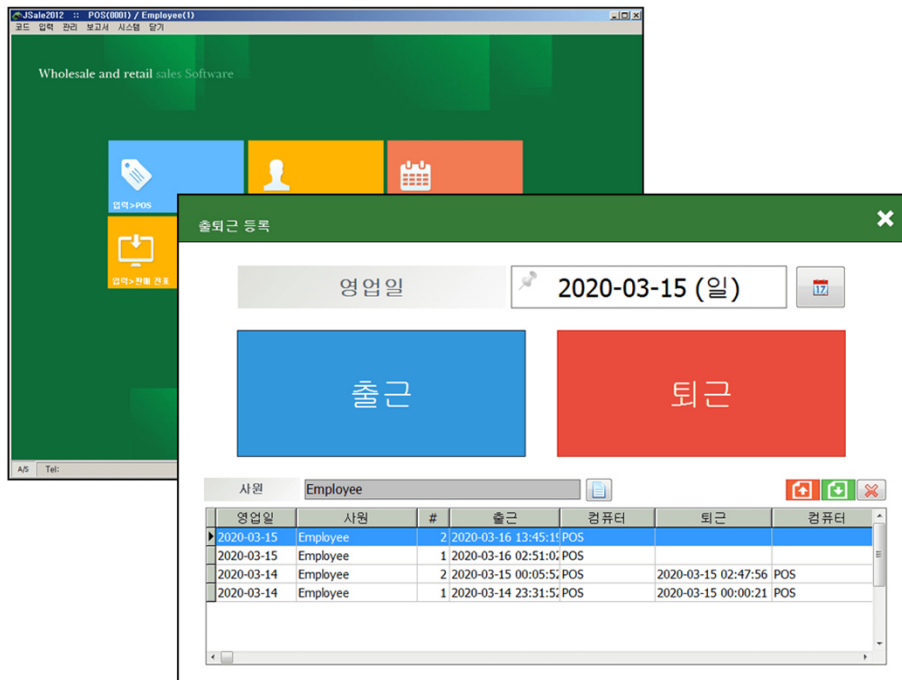 JSale2012 :: POS(0001) / Employee(1)
코드 입력 관리 보고서 시스템 닫기
Wholesale and retail sales Software
입력>POS
입력>판매 전표
A/S Tel:
출퇴근 등록
영업일 2020-03-15 (일) 17
출근 퇴근
사원 Employee
영업일 사원 # 출근 컴퓨터 퇴근 컴퓨터
2020-03-15 Employee 2 2020-03-16 13:45:19 POS
2020-03-15 Employee 1 2020-03-16 02:51:02 POS
2020-03-14 Employee 2 2020-03-15 00:05:52 POS 2020-03-15 02:47:56 POS
2020-03-14 Employee 1 2020-03-14 23:31:52 POS 2020-03-15 00:00:21 POS